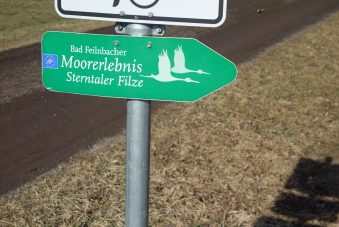 Bad Feilnbacher
Moorerlebnis
Sterntaler Filze